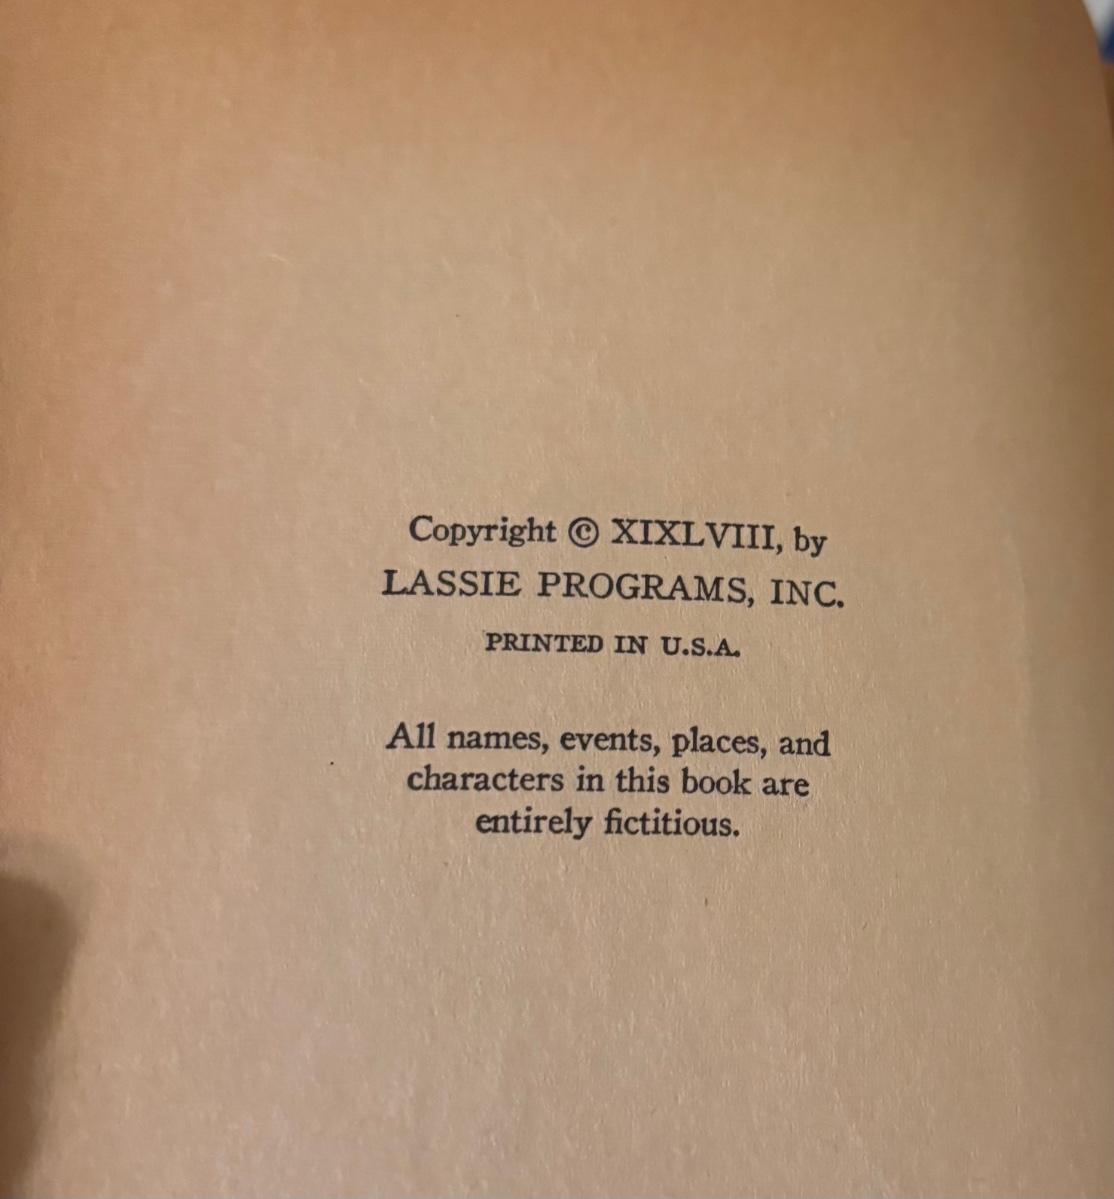 Copyright © XIXLVIII, by
LASSIE PROGRAMS, INC.
PRINTED IN U.S.A.
All names, events, places, and
characters in this book are
entirely fictitious.